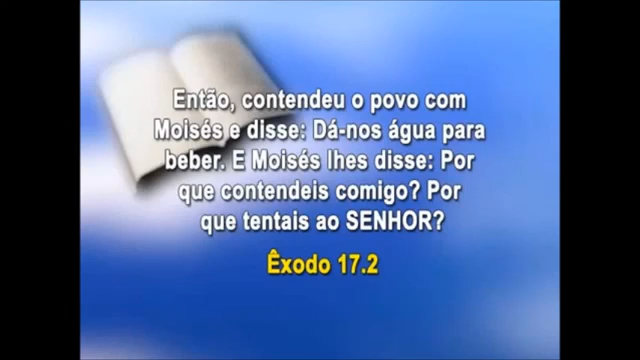 Então, contendeu o povo com
Moisés e disse: Dá-nos água para
beber. E Moisés lhes disse: Por
que contendeis comigo? Por
que tentais ao SENHOR?
Êxodo 17.2